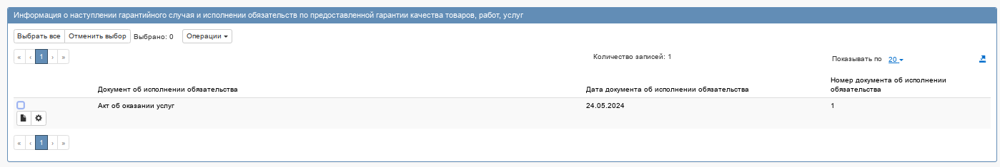 Информация о наступлении гарантийного случая и исполнении обязательств по предоставленной гарантии качества товаров, работ, услуг
Выбрать все Отменить выбор Выбрано: 0 Операции
« ‹ 1 › » Количество записей: 1 Показывать по 20
Документ об исполнении обязательства Дата документа об исполнении обязательства Номер документа об исполнении
обязательства
Акт об оказании услуг 24.05.2024 1
« ‹ 1 › »